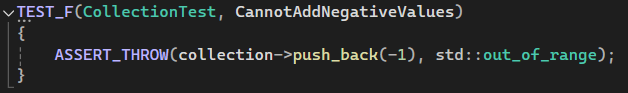 TEST_F(CollectionTest, CannotAddNegativeValues)
{
    ASSERT_THROW(collection->push_back(-1), std::out_of_range);
}